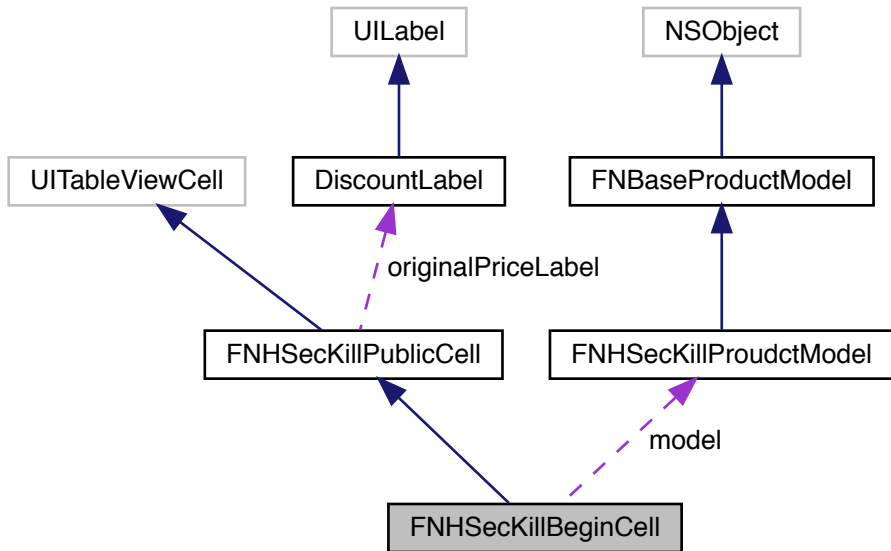 UILabel
NSObject
UITableViewCell
DiscountLabel
FNBaseProductModel
originalPriceLabel
FNHSecKillPublicCell
FNHSecKillProudctModel
model
FNHSecKillBeginCell